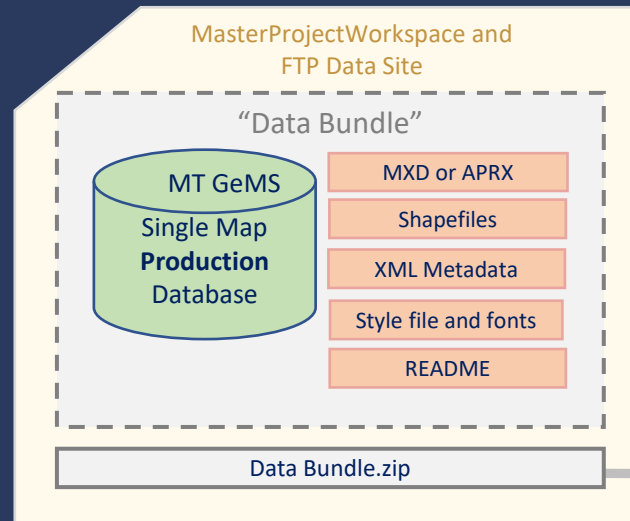 MasterProjectWorkspace and
FTP Data Site
“Data Bundle”
MT GeMS
Single Map
Production
Database
MXD or APRX
Shapefiles
XML Metadata
Style file and fonts
README
Data Bundle.zip